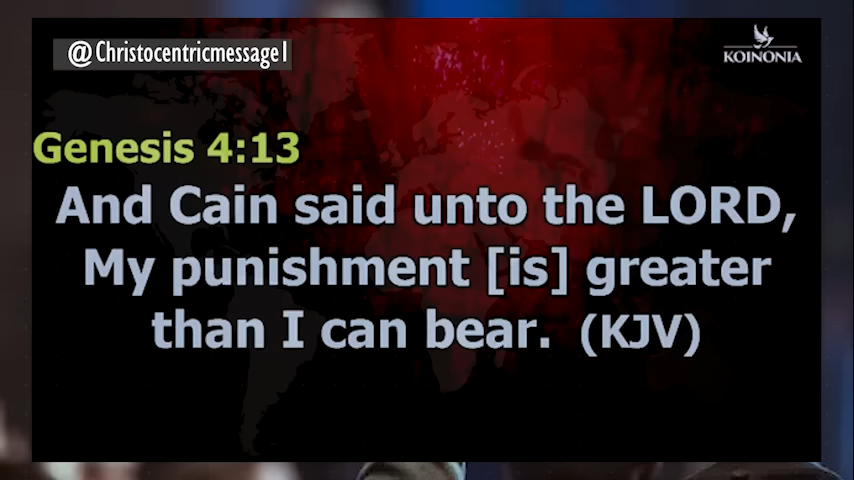 @Christocentricmessage1
KOINONIA
Genesis 4:13
And Cain said unto the LORD,
My punishment [is] greater
than I can bear. (KJV)